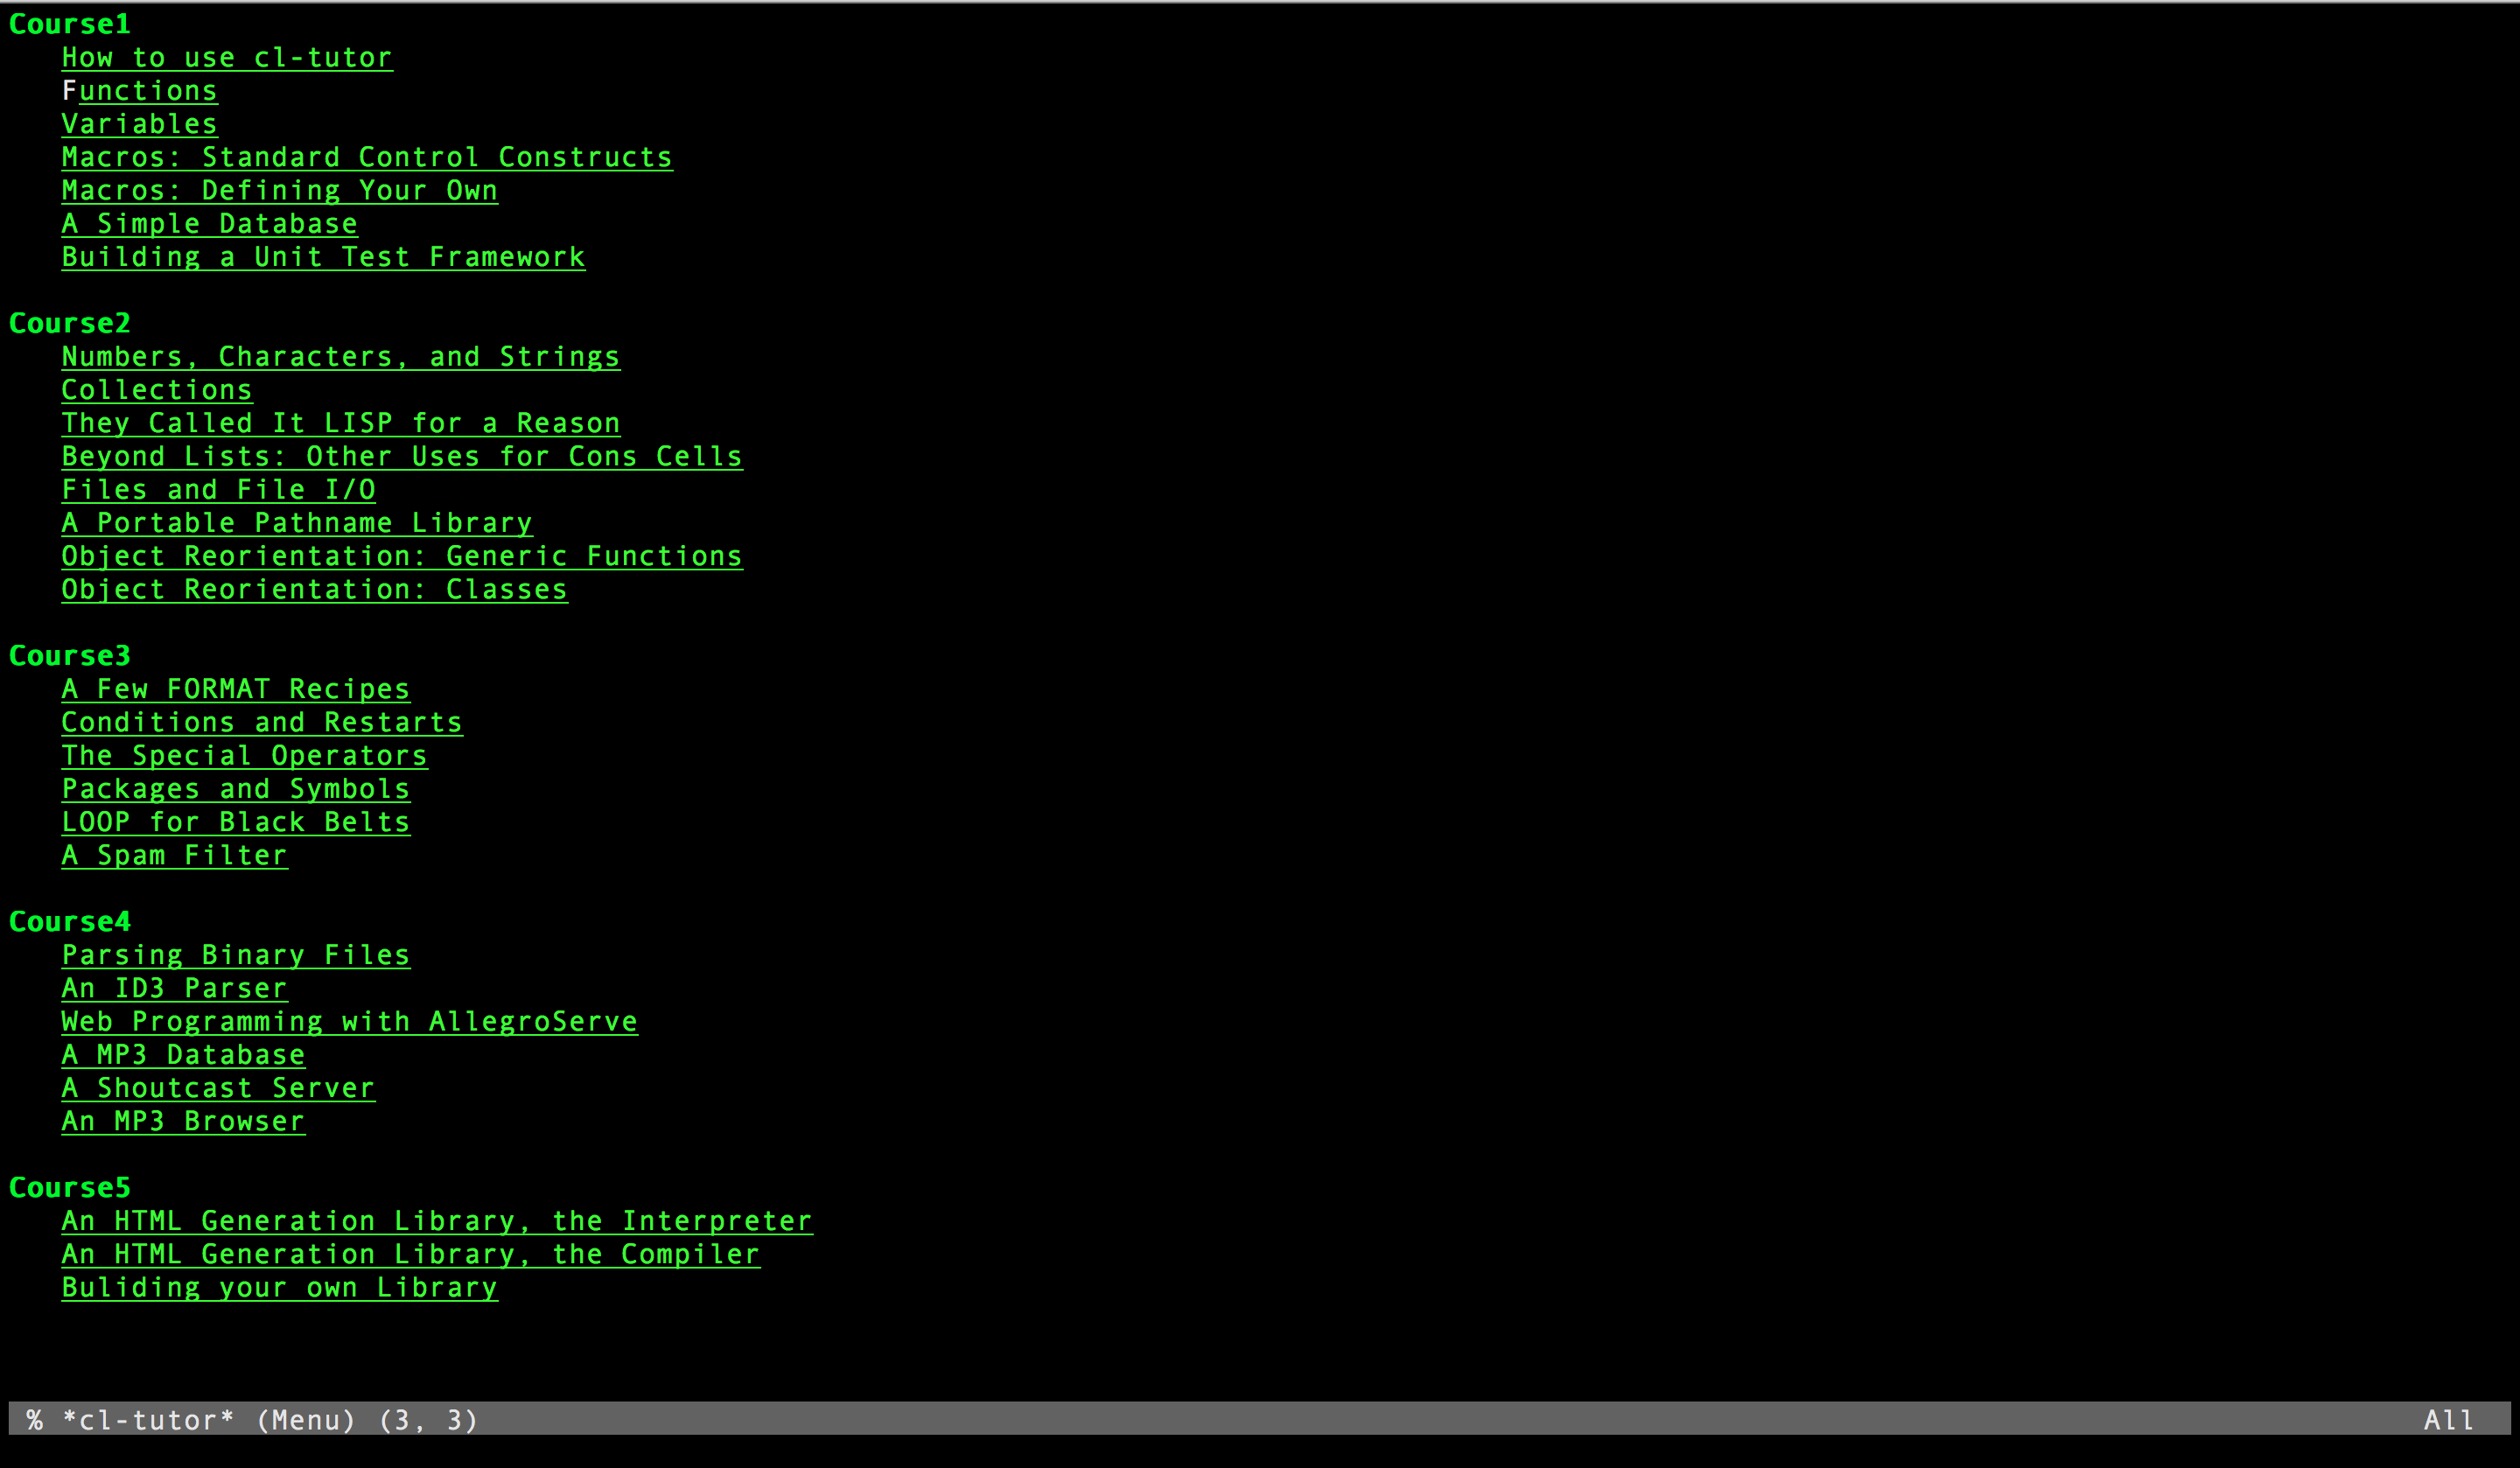 Course1
How to use cl-tutor
Functions
Variables
Macros: Standard Control Constructs
Macros: Defining Your Own
A Simple Database
Building a Unit Test Framework
Course2
Numbers, Characters, and Strings
Collections
They Called It LISP for a Reason
Beyond Lists: Other Uses for Cons Cells
Files and File I/O
A Portable Pathname Library
Object Reorientation: Generic Functions
Object Reorientation: Classes
Course3
A Few FORMAT Recipes
Conditions and Restarts
The Special Operators
Packages and Symbols
LOOP for Black Belts
A Spam Filter
Course4
Parsing Binary Files
An ID3 Parser
Web Programming with AllegroServe
A MP3 Database
A Shoutcast Server
An MP3 Browser
Course5
An HTML Generation Library, the Interpreter
An HTML Generation Library, the Compiler
Buliding your own Library
% *cl-tutor* (Menu) (3, 3) All